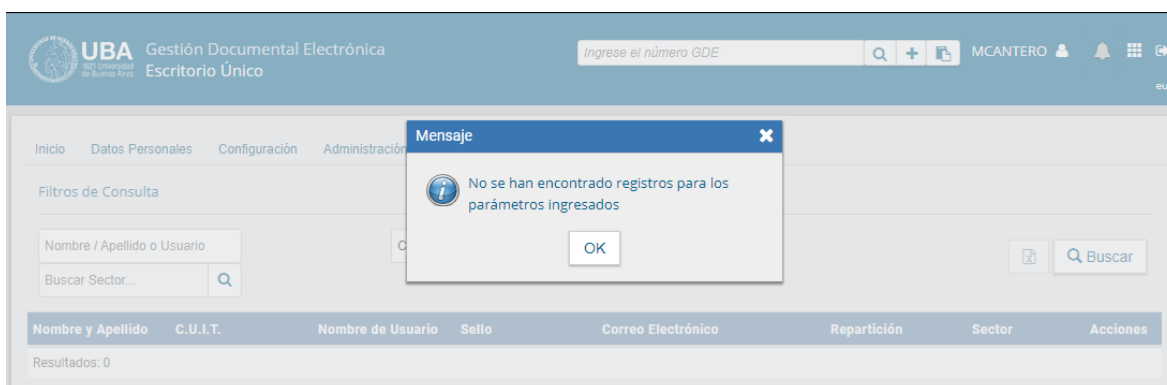 UBA
1821 Universidad
de Buenos Aires
Gestión Documental Electrónica
Escritorio Único
Ingrese el número GDE
MCANTERO
eu
Inicio Datos Personales Configuración Administración
Mensaje
No se han encontrado registros para los
parámetros ingresados
OK
Filtros de Consulta
Nombre / Apellido o Usuario
C
Buscar Sector...
Buscar
Nombre y Apellido C.U.I.T. Nombre de Usuario Sello Correo Electrónico Repartición Sector Acciones
Resultados: 0